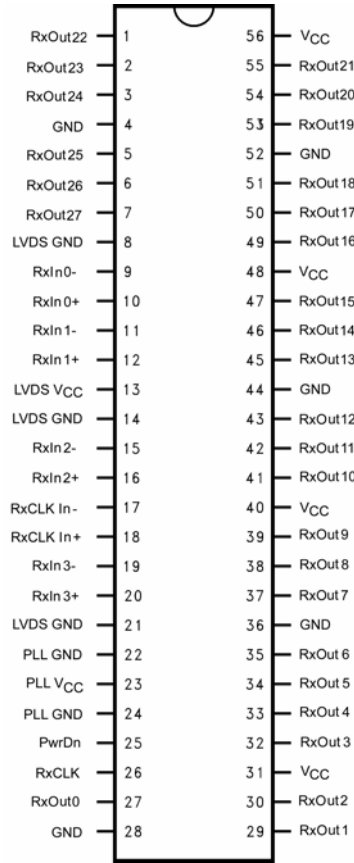 RxOut22 1 56 VCC
RxOut23 2 55 RxOut21
RxOut24 3 54 RxOut20
GND 4 53 RxOut19
RxOut25 5 52 GND
RxOut26 6 51 RxOut18
RxOut27 7 50 RxOut17
LVDS GND 8 49 RxOut16
RxIn0- 9 48 VCC
RxIn0+ 10 47 RxOut15
RxIn1- 11 46 RxOut14
RxIn1+ 12 45 RxOut13
LVDS VCC 13 44 GND
LVDS GND 14 43 RxOut12
RxIn2- 15 42 RxOut11
RxIn2+ 16 41 RxOut10
RxCLK In- 17 40 VCC
RxCLK In+ 18 39 RxOut9
RxIn3- 19 38 RxOut8
RxIn3+ 20 37 RxOut7
LVDS GND 21 36 GND
PLL GND 22 35 RxOut6
PLL VCC 23 34 RxOut5
PLL GND 24 33 RxOut4
PwrDn 25 32 RxOut3
RxCLK 26 31 VCC
RxOut0 27 30 RxOut2
GND 28 29 RxOut1